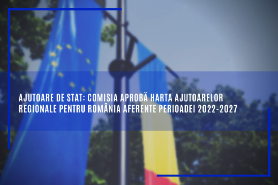 AJUTOARE DE STAT: COMISIA APROBĂ HARTA AJUTOARELOR
REGIONALE PENTRU ROMÂNIA AFERENTE PERIOADEI 2022-2027